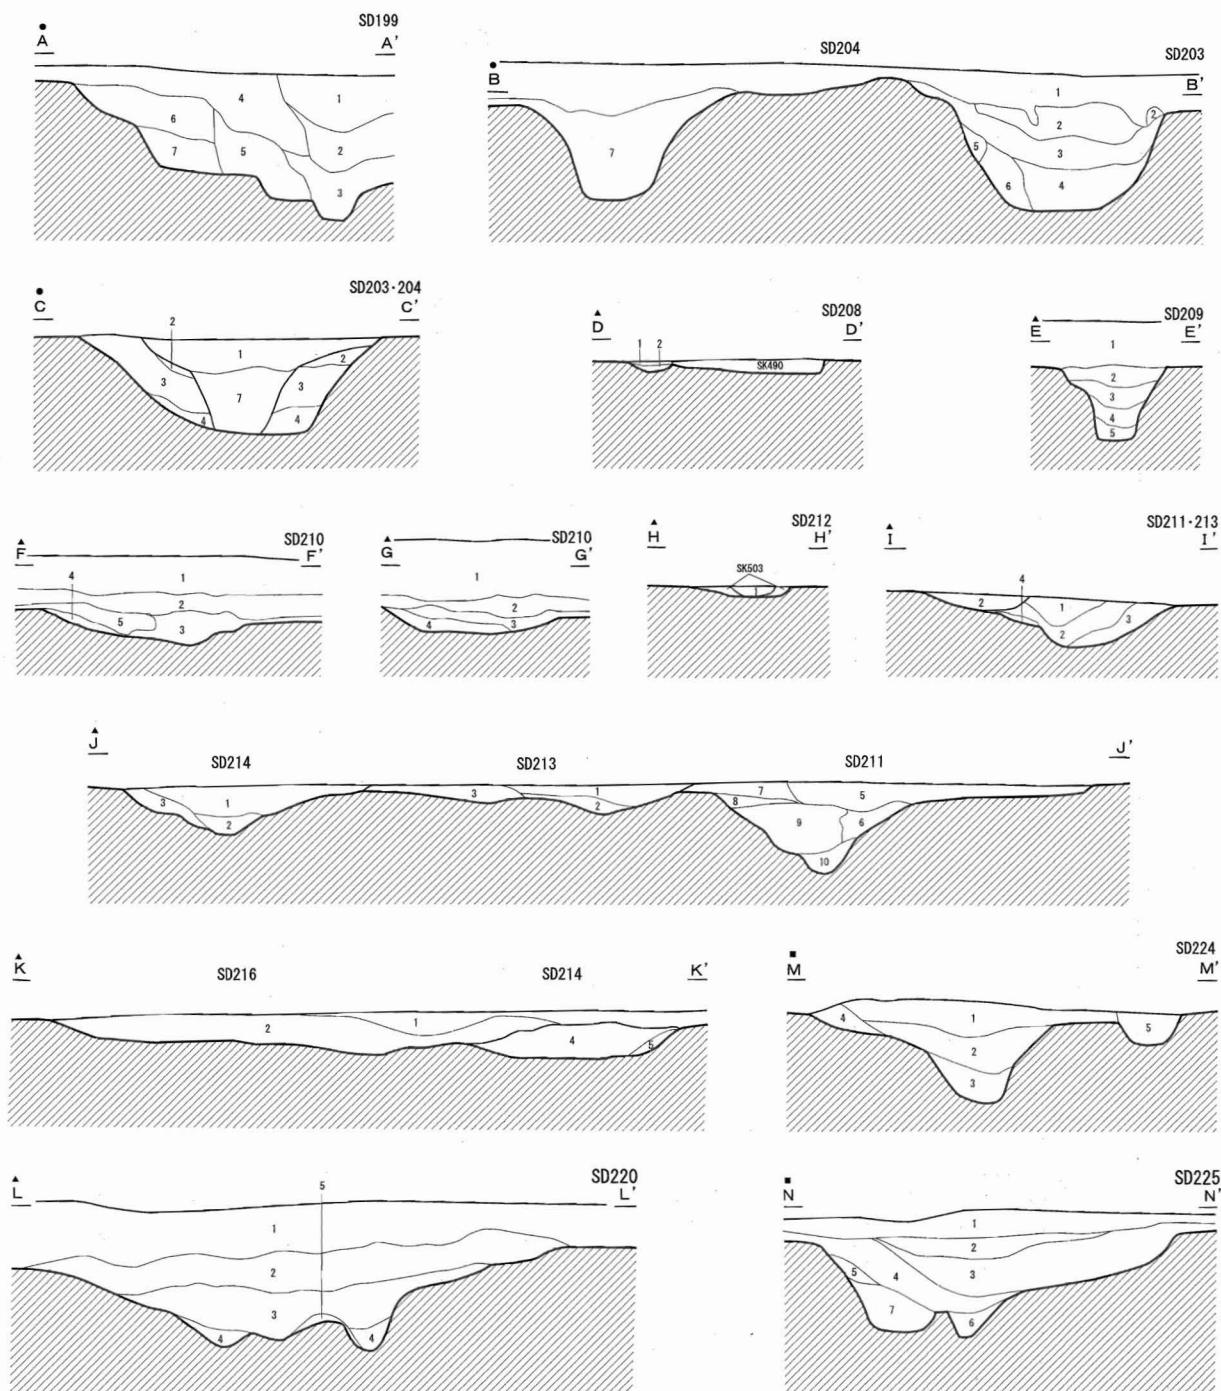 SD199
A A'
4 1
6
7 5 2
3
SD204 SD203
B B'
1
2 2
7 5 3
6 4
SD203・204
C C'
2
1 2
3 3
7
4 4
SD208
D D'
1 2
SK490
SD209
E E'
1
2
3
4
5
SD210
F F'
4 1
2
5 3
SD210
G G'
1
2
4 3
SD212
H H'
SK503
1
SD211・213
I I'
4
2 1
2 3
J J'
SD214 SD213 SD211
3 1 3 1 7 5
2 2 8
9 6
10
K K'
SD216 SD214
2 1
4 5
SD224
M M'
4 1 5
2
3
SD220
L L'
5
1
2
3
4 4
SD225
N N'
1
2
5 4 3
7 6